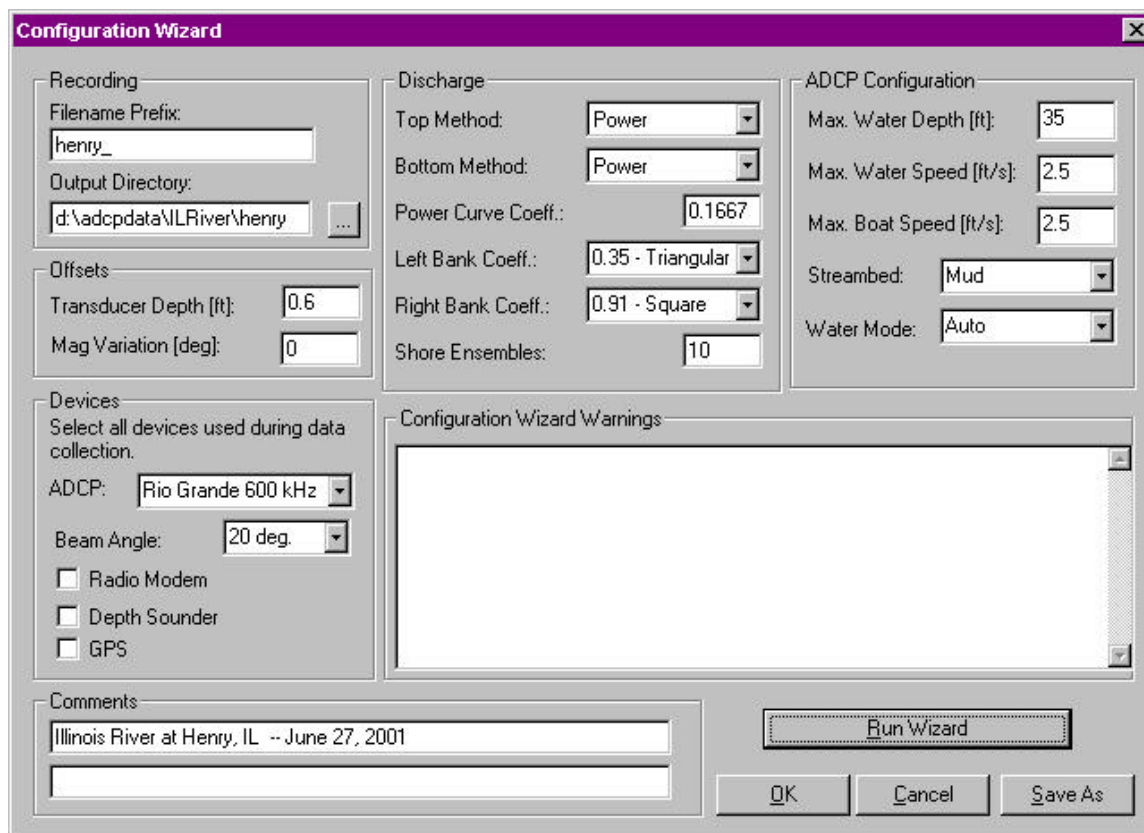 Configuration Wizard
Recording
Filename Prefix:
henry_
Output Directory:
d:\adcpdata\ILRiver\henry
...
Offsets
Transducer Depth [ft]: 0.6
Mag Variation [deg]: 0
Devices
Select all devices used during data
collection.
ADCP: Rio Grande 600 kHz
Beam Angle: 20 deg.
Radio Modem
Depth Sounder
GPS
Discharge
Top Method: Power
Bottom Method: Power
Power Curve Coeff.: 0.1667
Left Bank Coeff.: 0.35 - Triangular
Right Bank Coeff.: 0.91 - Square
Shore Ensembles: 10
ADCP Configuration
Max. Water Depth [ft]: 35
Max. Water Speed [ft/s]: 2.5
Max. Boat Speed [ft/s]: 2.5
Streambed: Mud
Water Mode: Auto
Configuration Wizard Warnings
Comments
Illinois River at Henry, IL -- June 27, 2001
Run Wizard
OK Cancel Save As